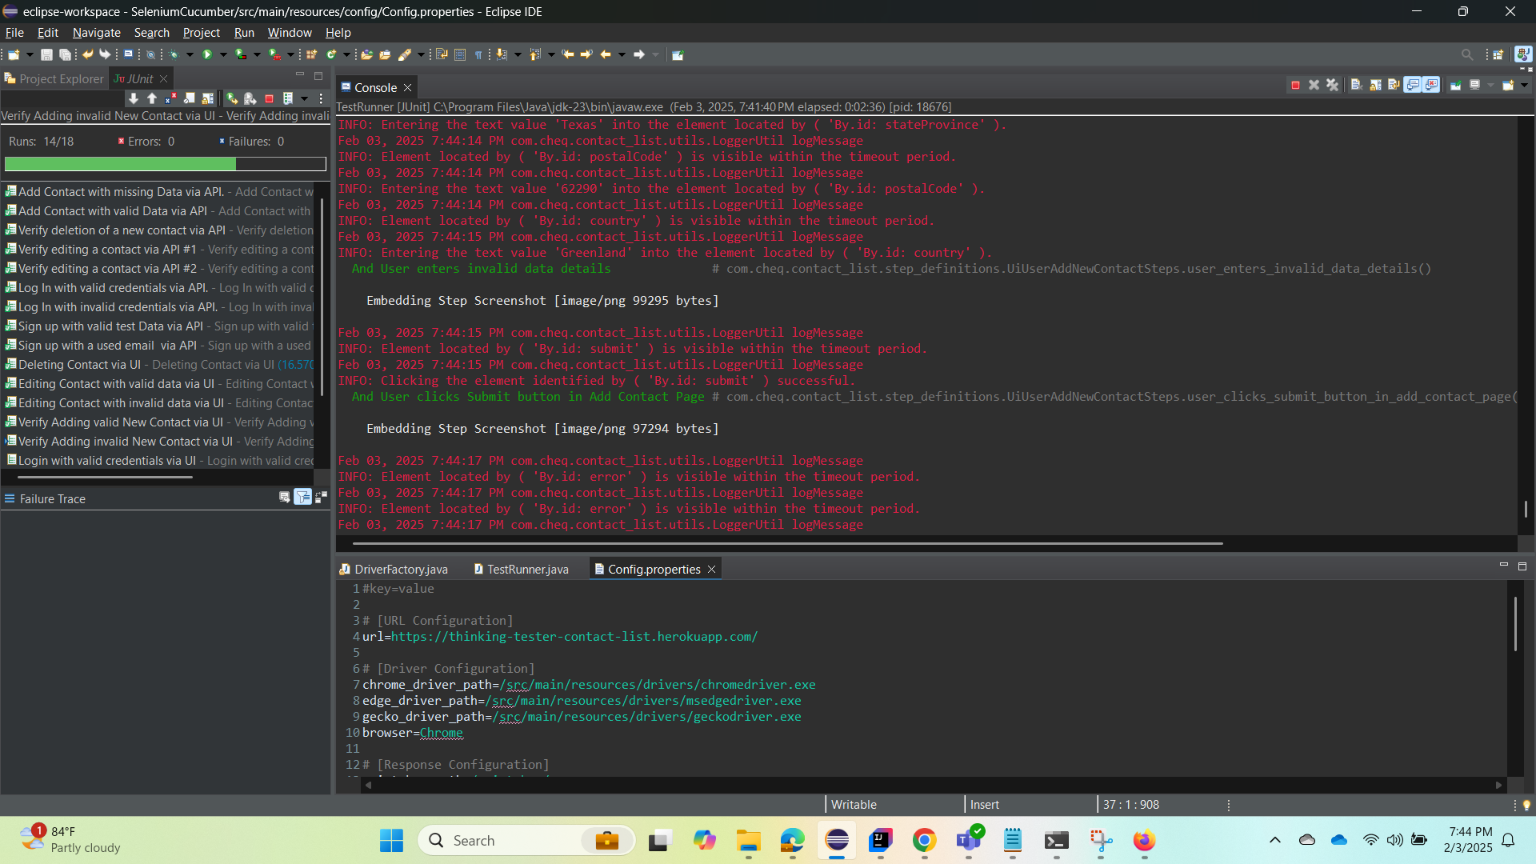 eclipse-workspace - SeleniumCucumber/src/main/resources/config/Config.properties - Eclipse IDE
File Edit Navigate Search Project Run Window Help
Project Explorer
JUnit
Verify Adding invalid New Contact via UI - Verify Adding invali
Runs: 14/18 Errors: 0 Failures: 0
Add Contact with missing Data via API. - Add Contact w
Add Contact with valid Data via API - Add Contact with
Verify deletion of a new contact via API - Verify deletion
Verify editing a contact via API #1 - Verify editing a cont
Verify editing a contact via API #2 - Verify editing a cont
Log In with valid credentials via API. - Log In with valid c
Log In with invalid credentials via API. - Log In with inva
Sign up with valid test Data via API - Sign up with valid
Sign up with a used email  via API - Sign up with a used
Deleting Contact via UI - Deleting Contact via UI (16.570
Editing Contact with valid data via UI - Editing Contact
Editing Contact with invalid data via UI - Editing Contac
Verify Adding valid New Contact via UI - Verify Adding
Verify Adding invalid New Contact via UI - Verify Adding
Login with valid credentials via UI - Login with valid cre
Failure Trace
Console
TestRunner [JUnit] C:\Program Files\Java\jdk-23\bin\javaw.exe (Feb 3, 2025, 7:41:40 PM elapsed: 0:02:36) [pid: 18676]
INFO: Entering the text value 'Texas' into the element located by ( 'By.id: stateProvince' ).
Feb 03, 2025 7:44:14 PM com.cheq.contact_list.utils.LoggerUtil logMessage
INFO: Element located by ( 'By.id: postalCode' ) is visible within the timeout period.
Feb 03, 2025 7:44:14 PM com.cheq.contact_list.utils.LoggerUtil logMessage
INFO: Entering the text value '62290' into the element located by ( 'By.id: postalCode' ).
Feb 03, 2025 7:44:14 PM com.cheq.contact_list.utils.LoggerUtil logMessage
INFO: Element located by ( 'By.id: country' ) is visible within the timeout period.
Feb 03, 2025 7:44:15 PM com.cheq.contact_list.utils.LoggerUtil logMessage
INFO: Entering the text value 'Greenland' into the element located by ( 'By.id: country' ).
And User enters invalid data details # com.cheq.contact_list.step_definitions.UiUserAddNewContactSteps.user_enters_invalid_data_details()
Embedding Step Screenshot [image/png 99295 bytes]
Feb 03, 2025 7:44:15 PM com.cheq.contact_list.utils.LoggerUtil logMessage
INFO: Element located by ( 'By.id: submit' ) is visible within the timeout period.
Feb 03, 2025 7:44:15 PM com.cheq.contact_list.utils.LoggerUtil logMessage
INFO: Clicking the element identified by ( 'By.id: submit' ) successful.
And User clicks Submit button in Add Contact Page # com.cheq.contact_list.step_definitions.UiUserAddNewContactSteps.user_clicks_submit_button_in_add_contact_page(
Embedding Step Screenshot [image/png 97294 bytes]
Feb 03, 2025 7:44:17 PM com.cheq.contact_list.utils.LoggerUtil logMessage
INFO: Element located by ( 'By.id: error' ) is visible within the timeout period.
Feb 03, 2025 7:44:17 PM com.cheq.contact_list.utils.LoggerUtil logMessage
INFO: Element located by ( 'By.id: error' ) is visible within the timeout period.
Feb 03, 2025 7:44:17 PM com.cheq.contact_list.utils.LoggerUtil logMessage
DriverFactory.java TestRunner.java Config.properties
1 #key=value
2
3 # [URL Configuration]
4 url=https://thinking-tester-contact-list.herokuapp.com/
5
6 # [Driver Configuration]
7 chrome_driver_path=/src/main/resources/drivers/chromedriver.exe
8 edge_driver_path=/src/main/resources/drivers/msedgedriver.exe
9 gecko_driver_path=/src/main/resources/drivers/geckodriver.exe
10 browser=Chrome
11
12 # [Response Configuration]
Writable Insert 37 : 1 : 908
1
84°F
Partly cloudy
Search
7:44 PM
2/3/2025